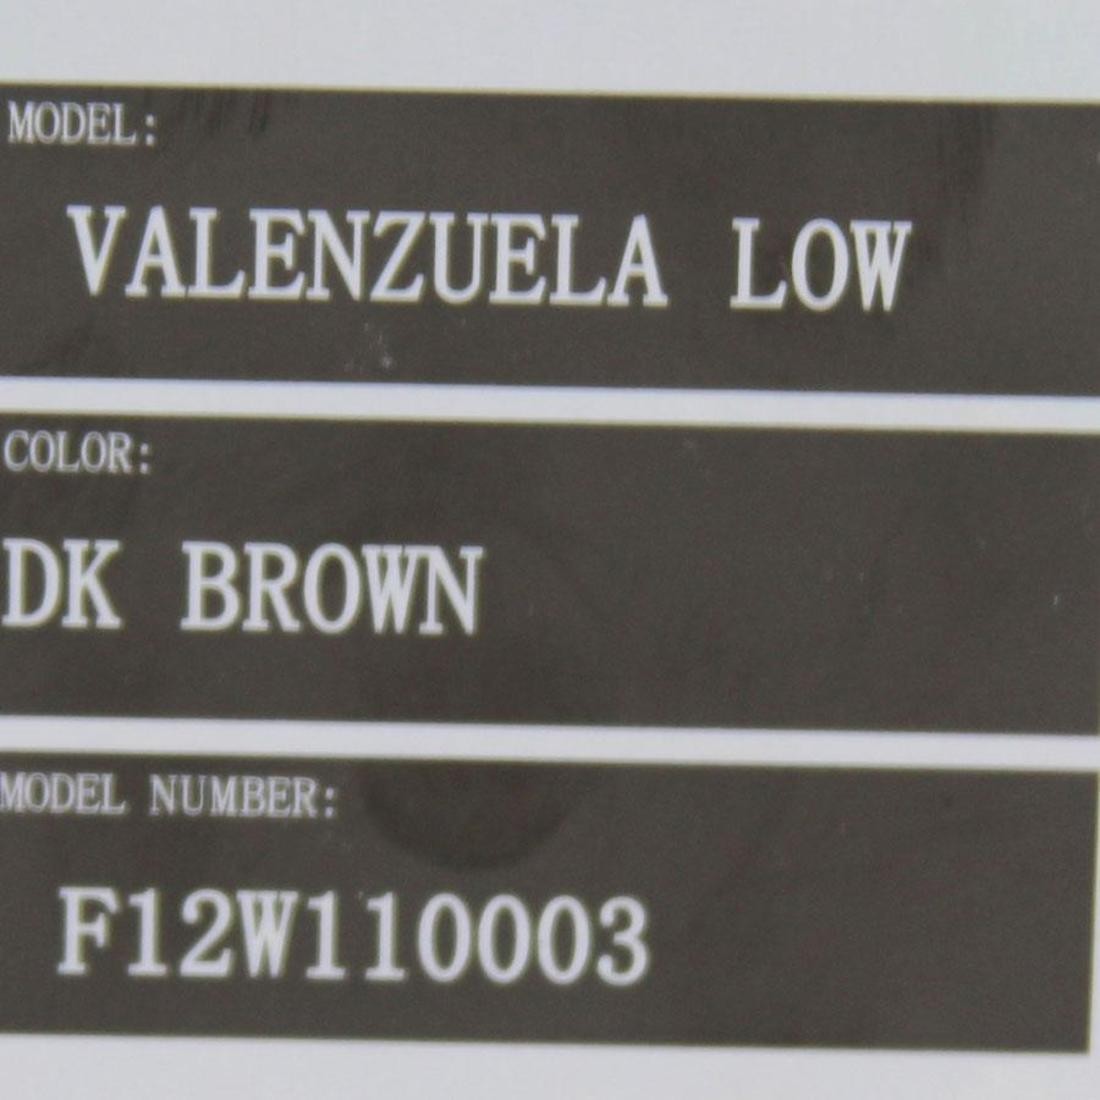 MODEL:
VALENZUELA LOW
COLOR:
DK BROWN
MODEL NUMBER:
F12W110003